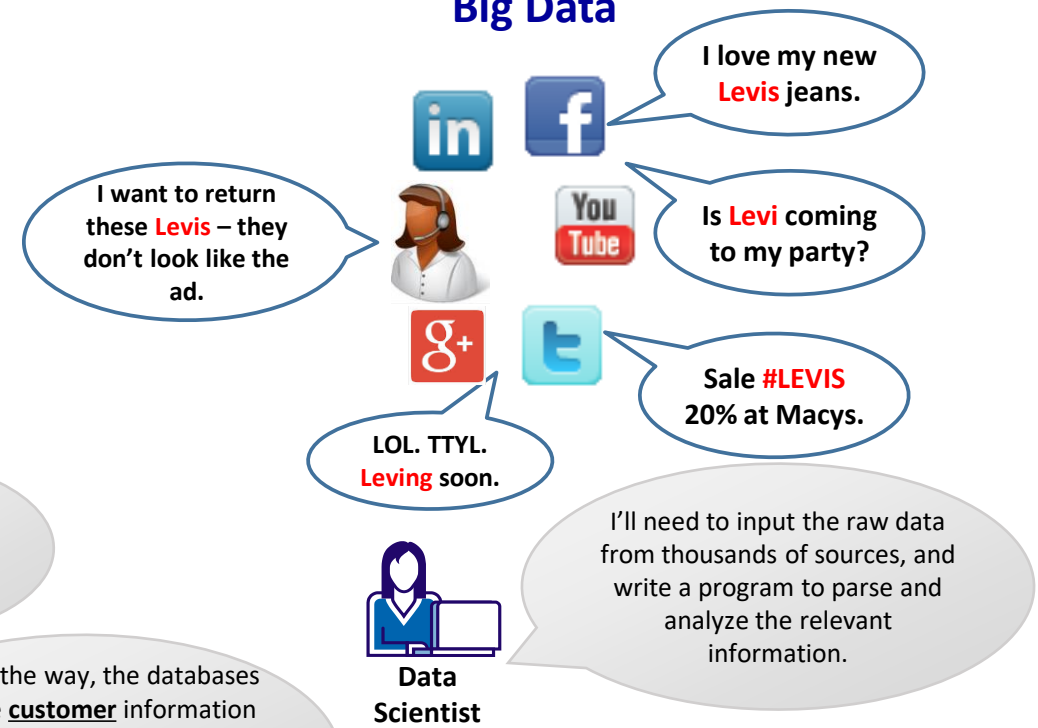 Big Data
I love my new
Levis jeans.
in
f
I want to return
these Levis – they
don't look like the
ad.
You
Tube
Is Levi coming
to my party?
g+
t
Sale #LEVIS
20% at Macys.
LOL. TTYL.
Leving soon.
I'll need to input the raw data
from thousands of sources, and
write a program to parse and
analyze the relevant
information.
the way, the databases
customer information
Data
Scientist